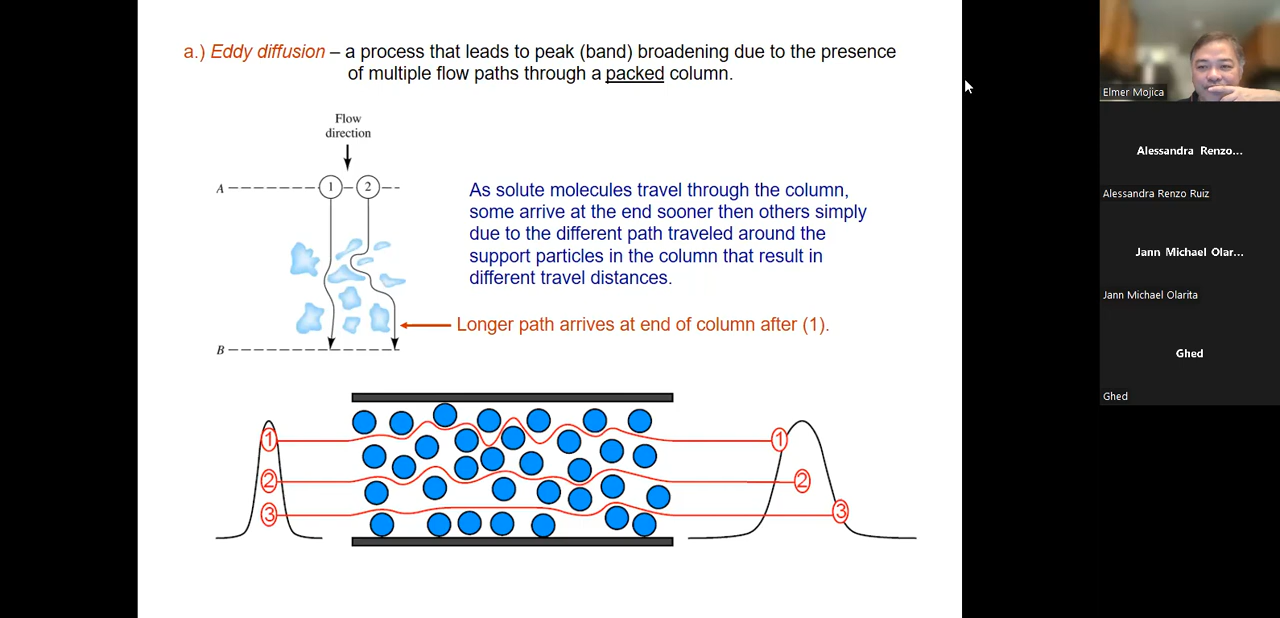 a.) Eddy diffusion – a process that leads to peak (band) broadening due to the presence
of multiple flow paths through a packed column.
Flow
direction
A
1
2
As solute molecules travel through the column,
some arrive at the end sooner then others simply
due to the different path traveled around the
support particles in the column that result in
different travel distances.
Longer path arrives at end of column after (1).
B
1
1
2
2
3
3
Elmer Mojica
Alessandra Renzo...
Alessandra Renzo Ruiz
Jann Michael Olar...
Jann Michael Olarita
Ghed
Ghed